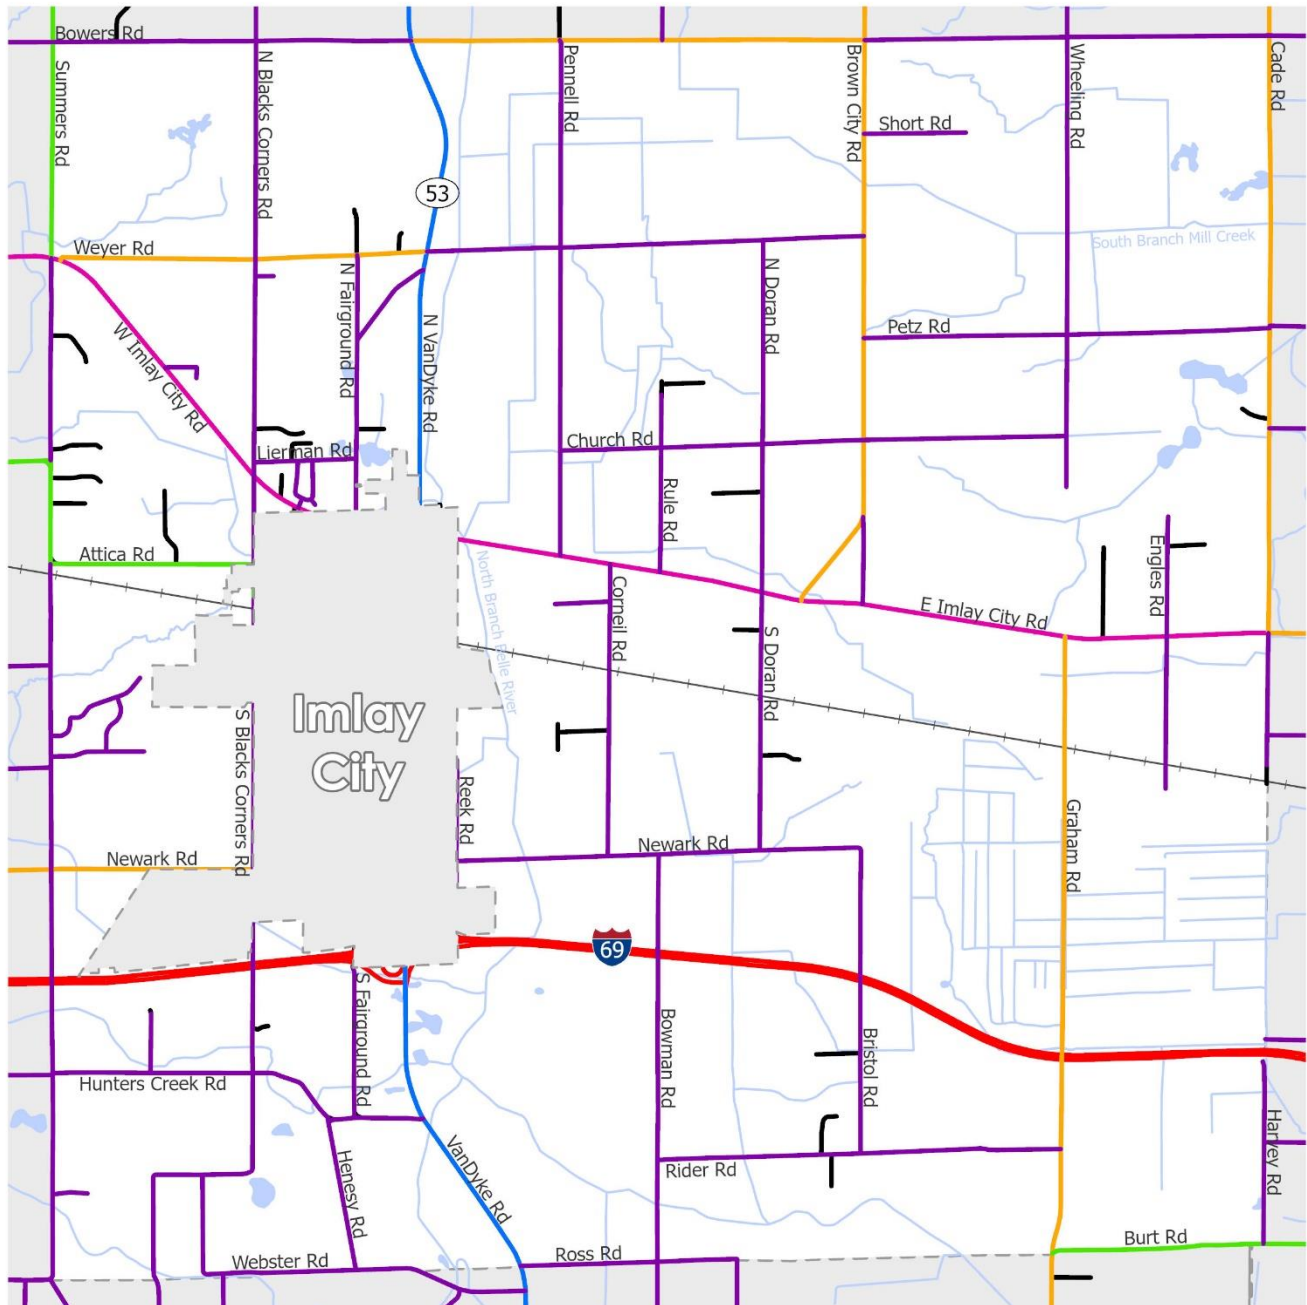 Bowers Rd
Summers Rd
N Blacks Corners Rd
Pennell Rd
Brown City Rd
Wheeling Rd
Cade Rd
Short Rd
53
Weyer Rd
South Branch Mill Creek
N Fairground Rd
N VanDyke Rd
N Doran Rd
Petz Rd
W Imlay City Rd
Church Rd
Lierman Rd
Rule Rd
Attica Rd
Engles Rd
North Branch Belle River
Corneil Rd
E Imlay City Rd
S Doran Rd
Imlay
City
S Blacks Corners Rd
Reek Rd
Graham Rd
Newark Rd
Newark Rd
69
S Fairground Rd
Bowman Rd
Bristol Rd
Hunters Creek Rd
Harvey Rd
VanDyke Rd
Henesy Rd
Rider Rd
Burt Rd
Webster Rd
Ross Rd